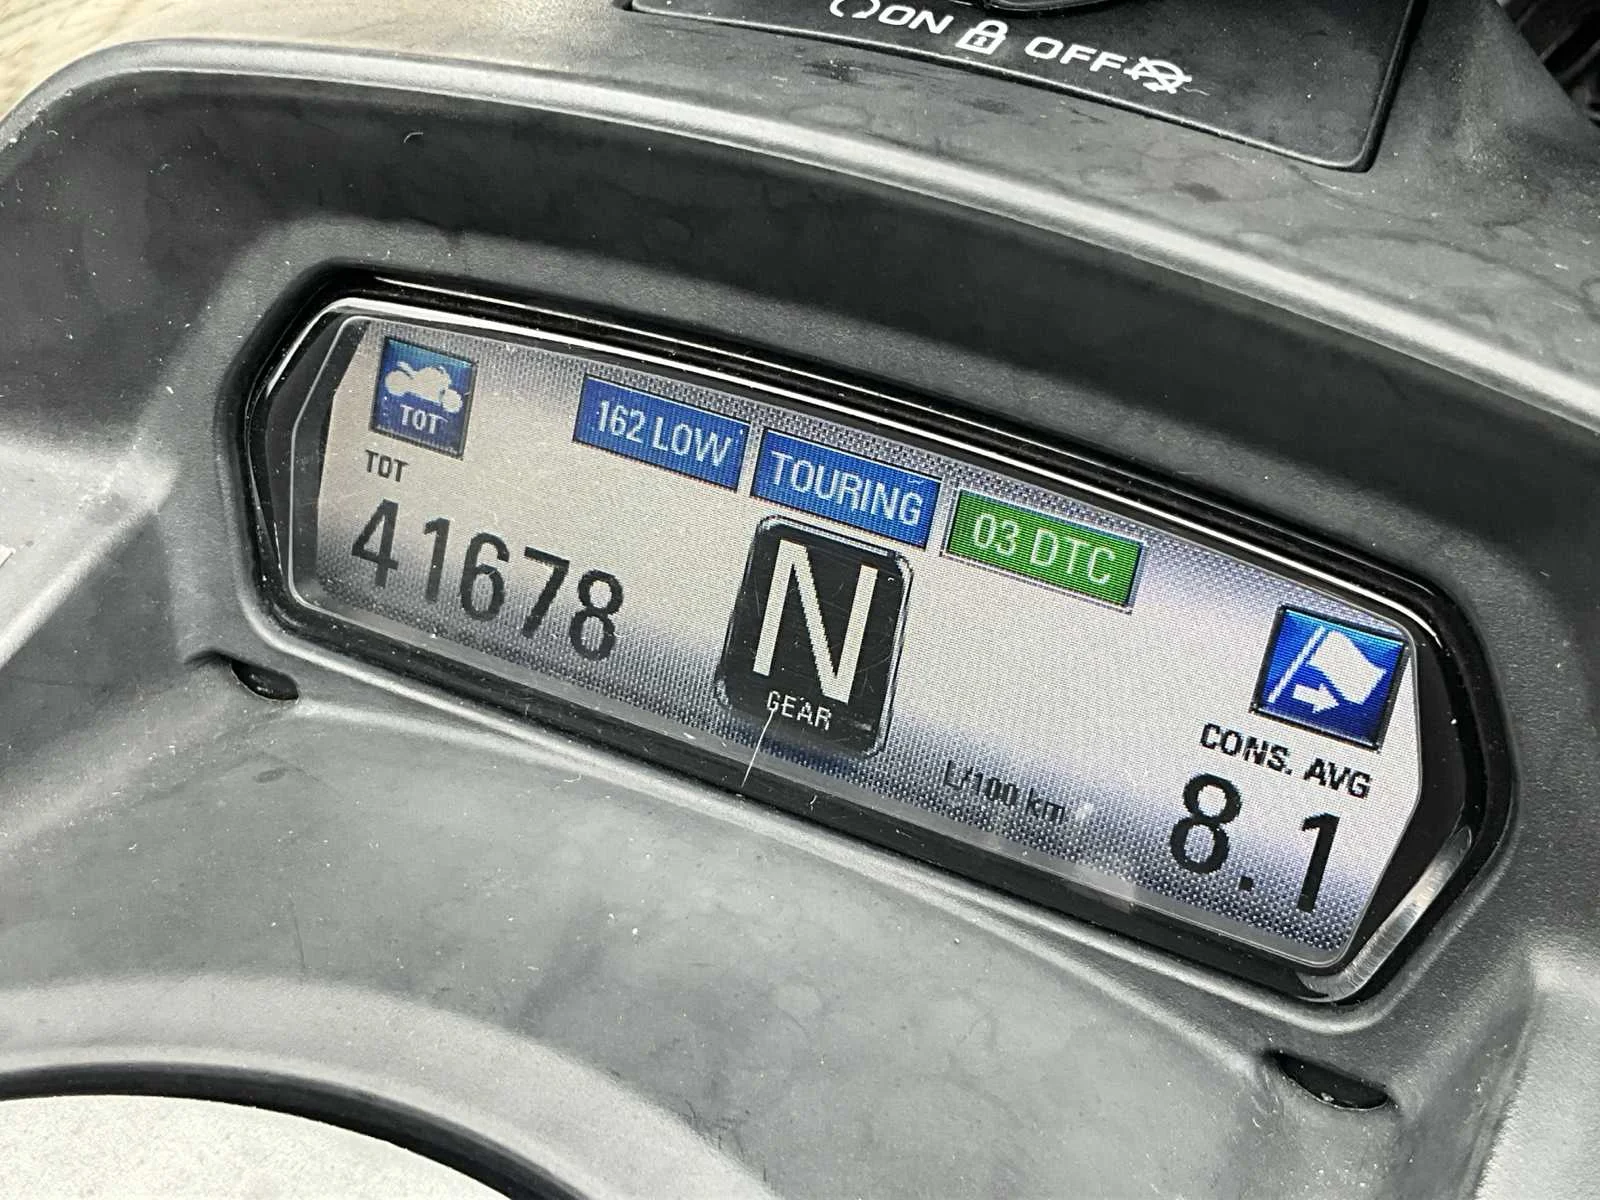 ON OFF
TOT
162 LOW
TOURING
03 DTC
TOT
41678
N
GEAR
CONS. AVG
L/100 km
8.1